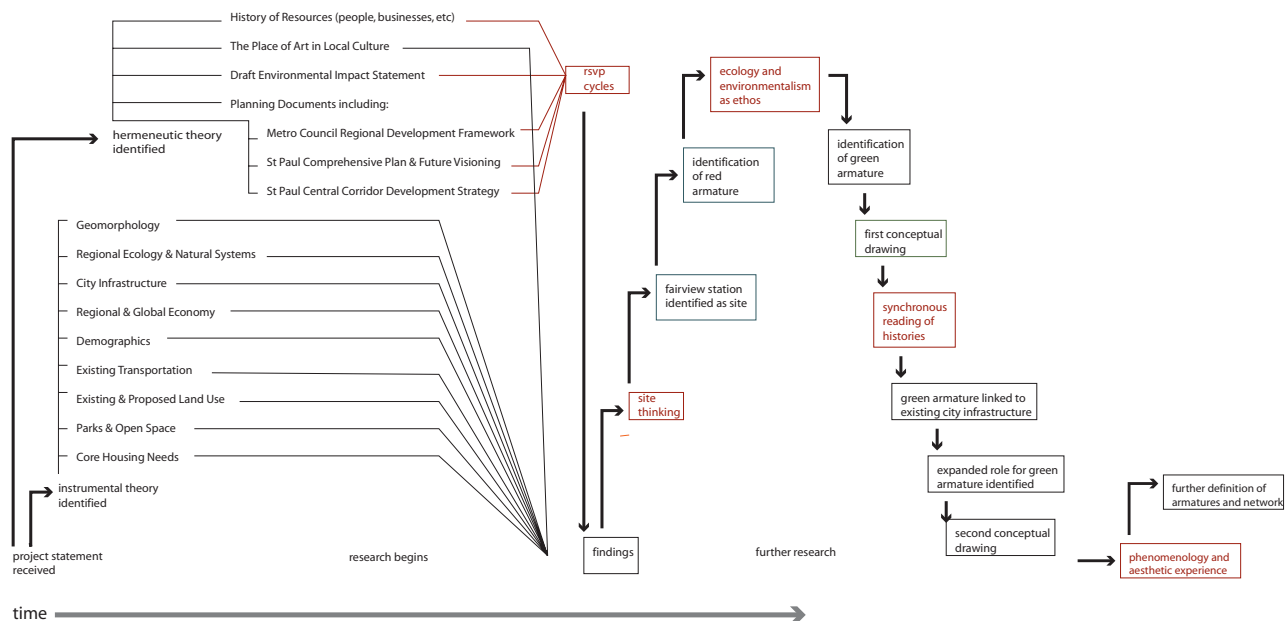 History of Resources (people, businesses, etc)
The Place of Art in Local Culture
Draft Environmental Impact Statement
Planning Documents including:
hermeneutic theory
identified
Metro Council Regional Development Framework
St Paul Comprehensive Plan & Future Visioning
St Paul Central Corridor Development Strategy
Geomorphology
Regional Ecology & Natural Systems
City Infrastructure
Regional & Global Economy
Demographics
Existing Transportation
Existing & Proposed Land Use
Parks & Open Space
Core Housing Needs
instrumental theory
identified
project statement
received
research begins
rsvp
cycles
findings
site
thinking
fairview station
identified as site
identification
of red
armature
ecology and
environmentalism
as ethos
identification
of green
armature
first conceptual
drawing
synchronous
reading of
histories
green armature linked to
existing city infrastructure
expanded role for green
armature identified
second conceptual
drawing
further research
phenomenology and
aesthetic experience
further definition of
armatures and network
time